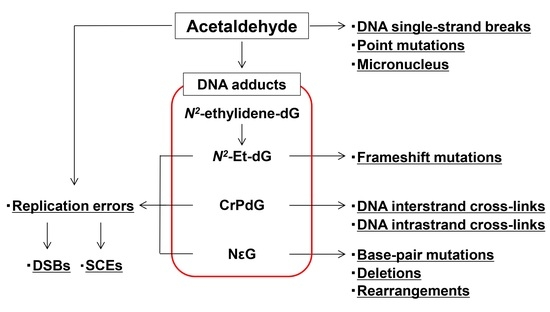 Acetaldehyde
・DNA single-strand breaks
・Point mutations
・Micronucleus
DNA adducts
N²-ethylidene-dG
N²-Et-dG
・Frameshift mutations
・Replication errors
CrPdG
・DNA interstrand cross-links
・DNA intrastrand cross-links
・DSBs
・SCEs
NεG
・Base-pair mutations
・Deletions
・Rearrangements